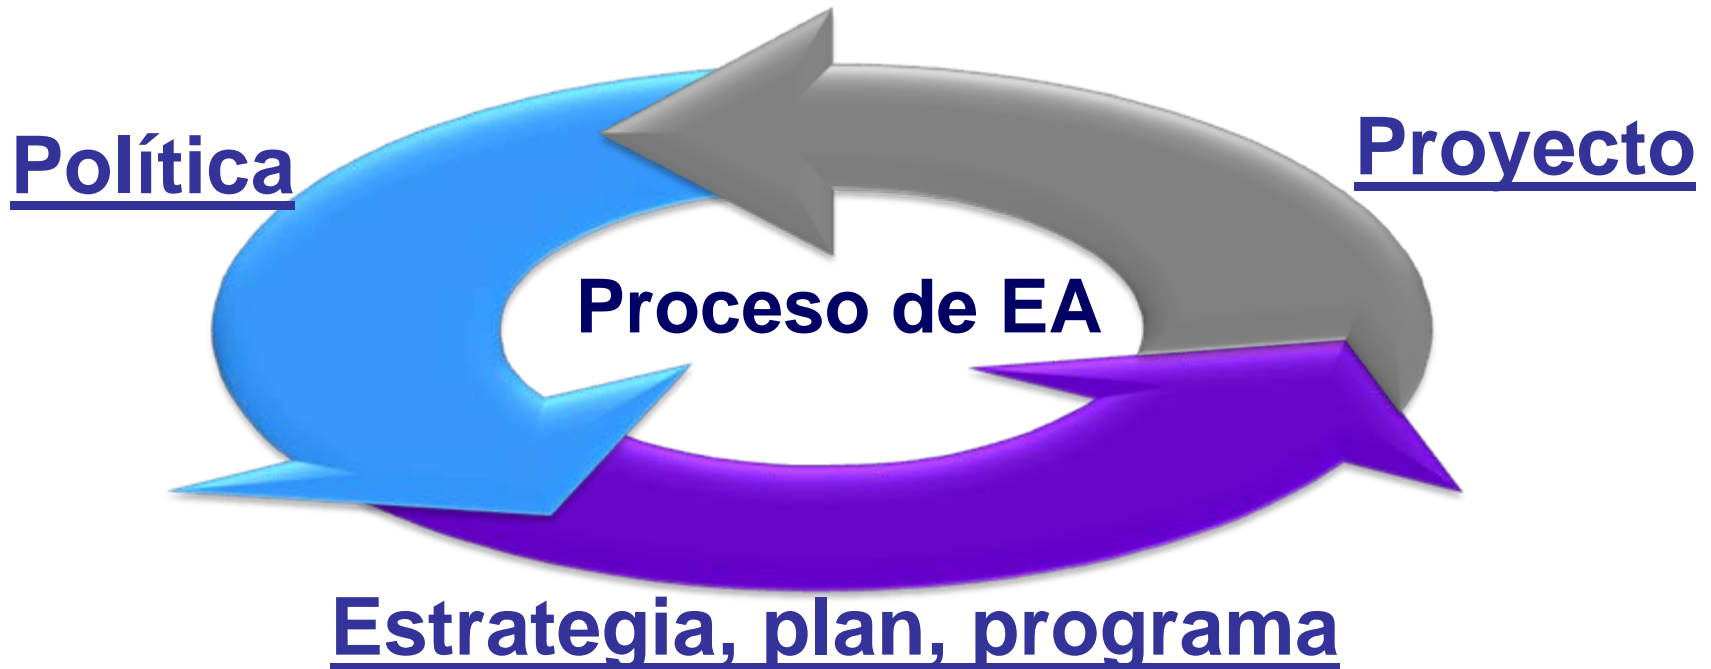 Política
Proyecto
Proceso de EA
Estrategia, plan, programa